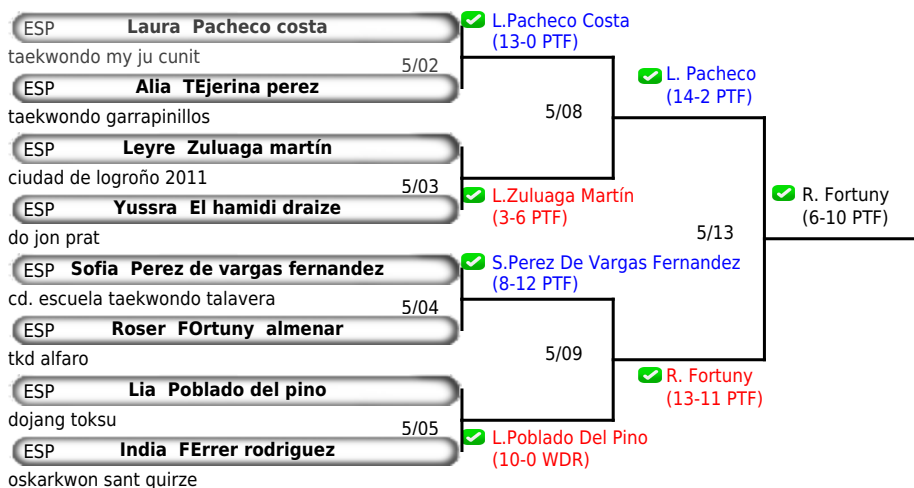 ESP Laura Pacheco costa
taekwondo my ju cunit
5/02
ESP Alia TEjerina perez
taekwondo garrapinillos
ESP Leyre Zuluaga martín
ciudad de logroño 2011
5/03
ESP Yussra El hamidi draize
do jon prat
ESP Sofia Perez de vargas fernandez
cd. escuela taekwondo talavera
5/04
ESP Roser FOrtuny almenar
tkd alfaro
ESP Lia Poblado del pino
dojang toksu
5/05
ESP India FErrer rodriguez
oskarkwon sant quirze
L.Pacheco Costa
(13-0 PTF)
5/08
L.Zuluaga Martín
(3-6 PTF)
S.Perez De Vargas Fernandez
(8-12 PTF)
5/09
L.Poblado Del Pino
(10-0 WDR)
L. Pacheco
(14-2 PTF)
5/13
R. Fortuny
(13-11 PTF)
R. Fortuny
(6-10 PTF)